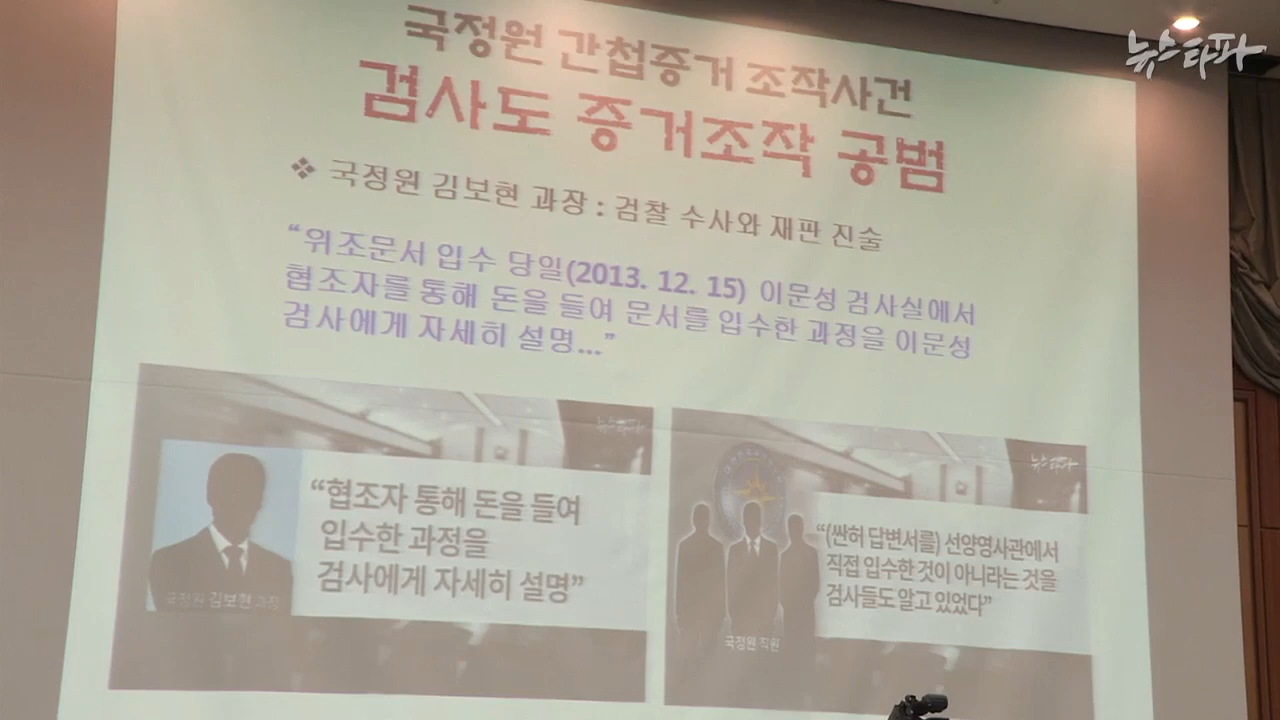 뉴스타파
국정원 간첩증거 조작사건
검사도 증거조작 공범
❖ 국정원 김보현 과장 : 검찰 수사와 재판 진술
“위조문서 입수 당일(2013. 12. 15) 이문성 검사실에서
협조자를 통해 돈을 들여 문서를 입수한 과정을 이문성
검사에게 자세히 설명...”
뉴스타파
“협조자 통해 돈을 들여
입수한 과정을
검사에게 자세히 설명”
국정원 김보현 과장
뉴스타파
“(싼허 답변서를) 선양영사관에서
직접 입수한 것이 아니라는 것을
검사들도 알고 있었다”
국정원 직원